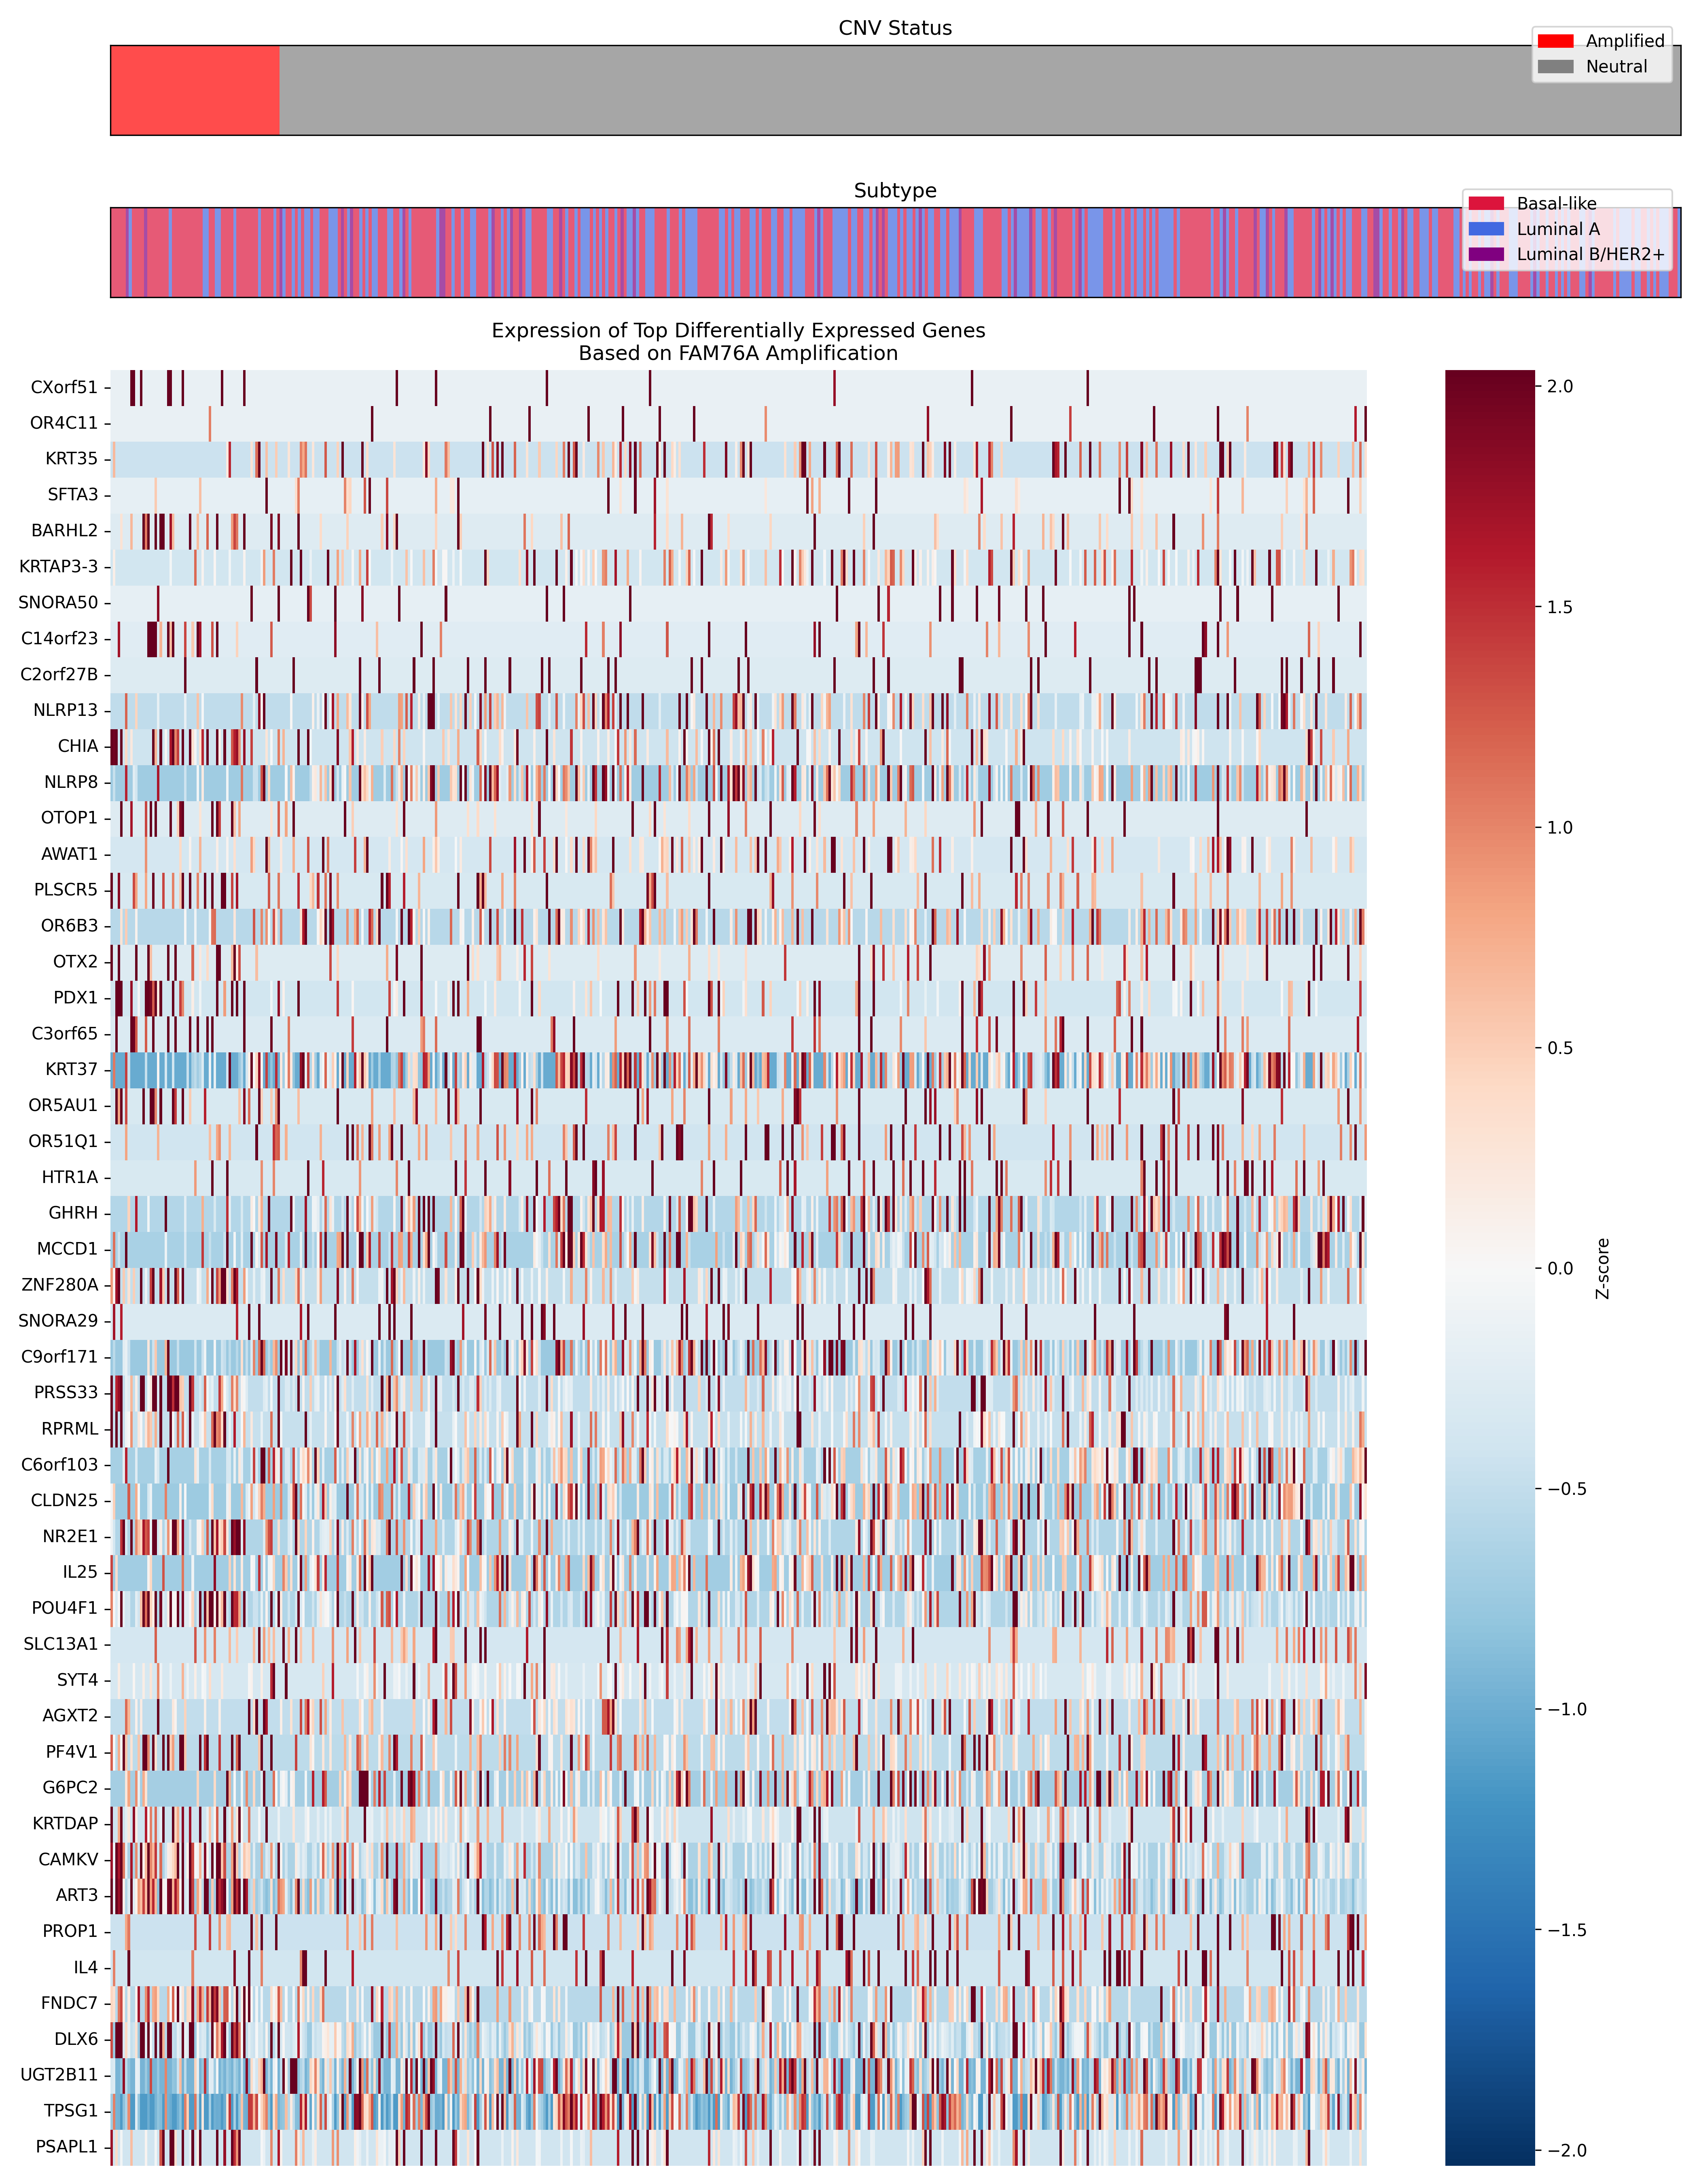 CNV Status
Amplified
Neutral
Subtype
Basal-like
Luminal A
Luminal B/HER2+
Expression of Top Differentially Expressed Genes
Based on FAM76A Amplification
CXorf51
OR4C11
KRT35
SFTA3
BARHL2
KRTAP3-3
SNORA50
C14orf23
C2orf27B
NLRP13
CHIA
NLRP8
OTOP1
AWAT1
PLSCR5
OR6B3
OTX2
PDX1
C3orf65
KRT37
OR5AU1
OR51Q1
HTR1A
GHRH
MCCD1
ZNF280A
SNORA29
C9orf171
PRSS33
RPRML
C6orf103
CLDN25
NR2E1
IL25
POU4F1
SLC13A1
SYT4
AGXT2
PF4V1
G6PC2
KRTDAP
CAMKV
ART3
PROP1
IL4
FNDC7
DLX6
UGT2B11
TPSG1
PSAPL1
2.0
1.5
1.0
0.5
0.0
−0.5
−1.0
−1.5
−2.0
Z-score